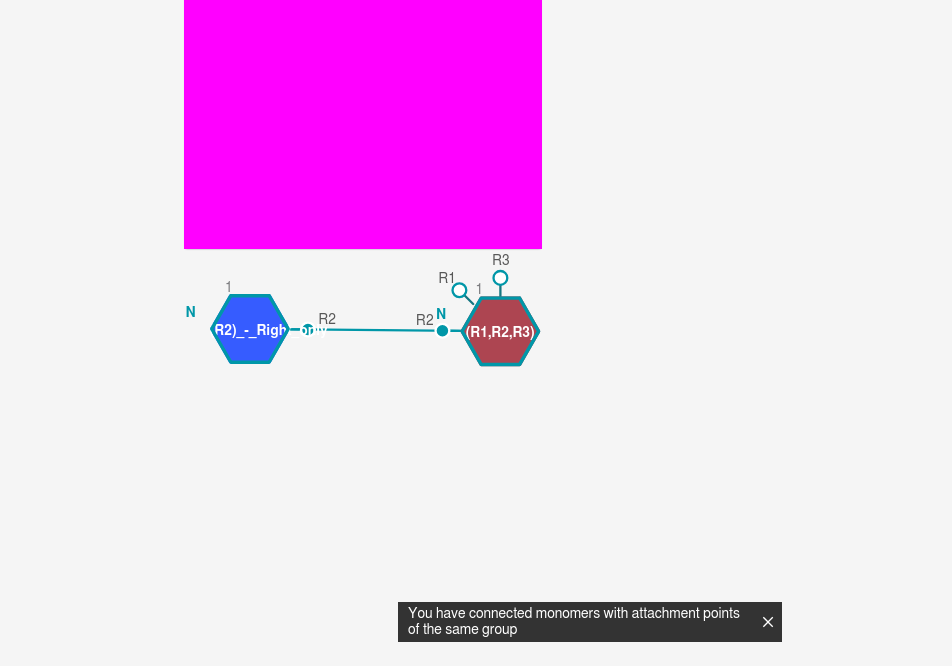 R3
R1
1
1
N
N
R2
R2
R2)_-_Right_only
(R1,R2,R3)
You have connected monomers with attachment points
of the same group